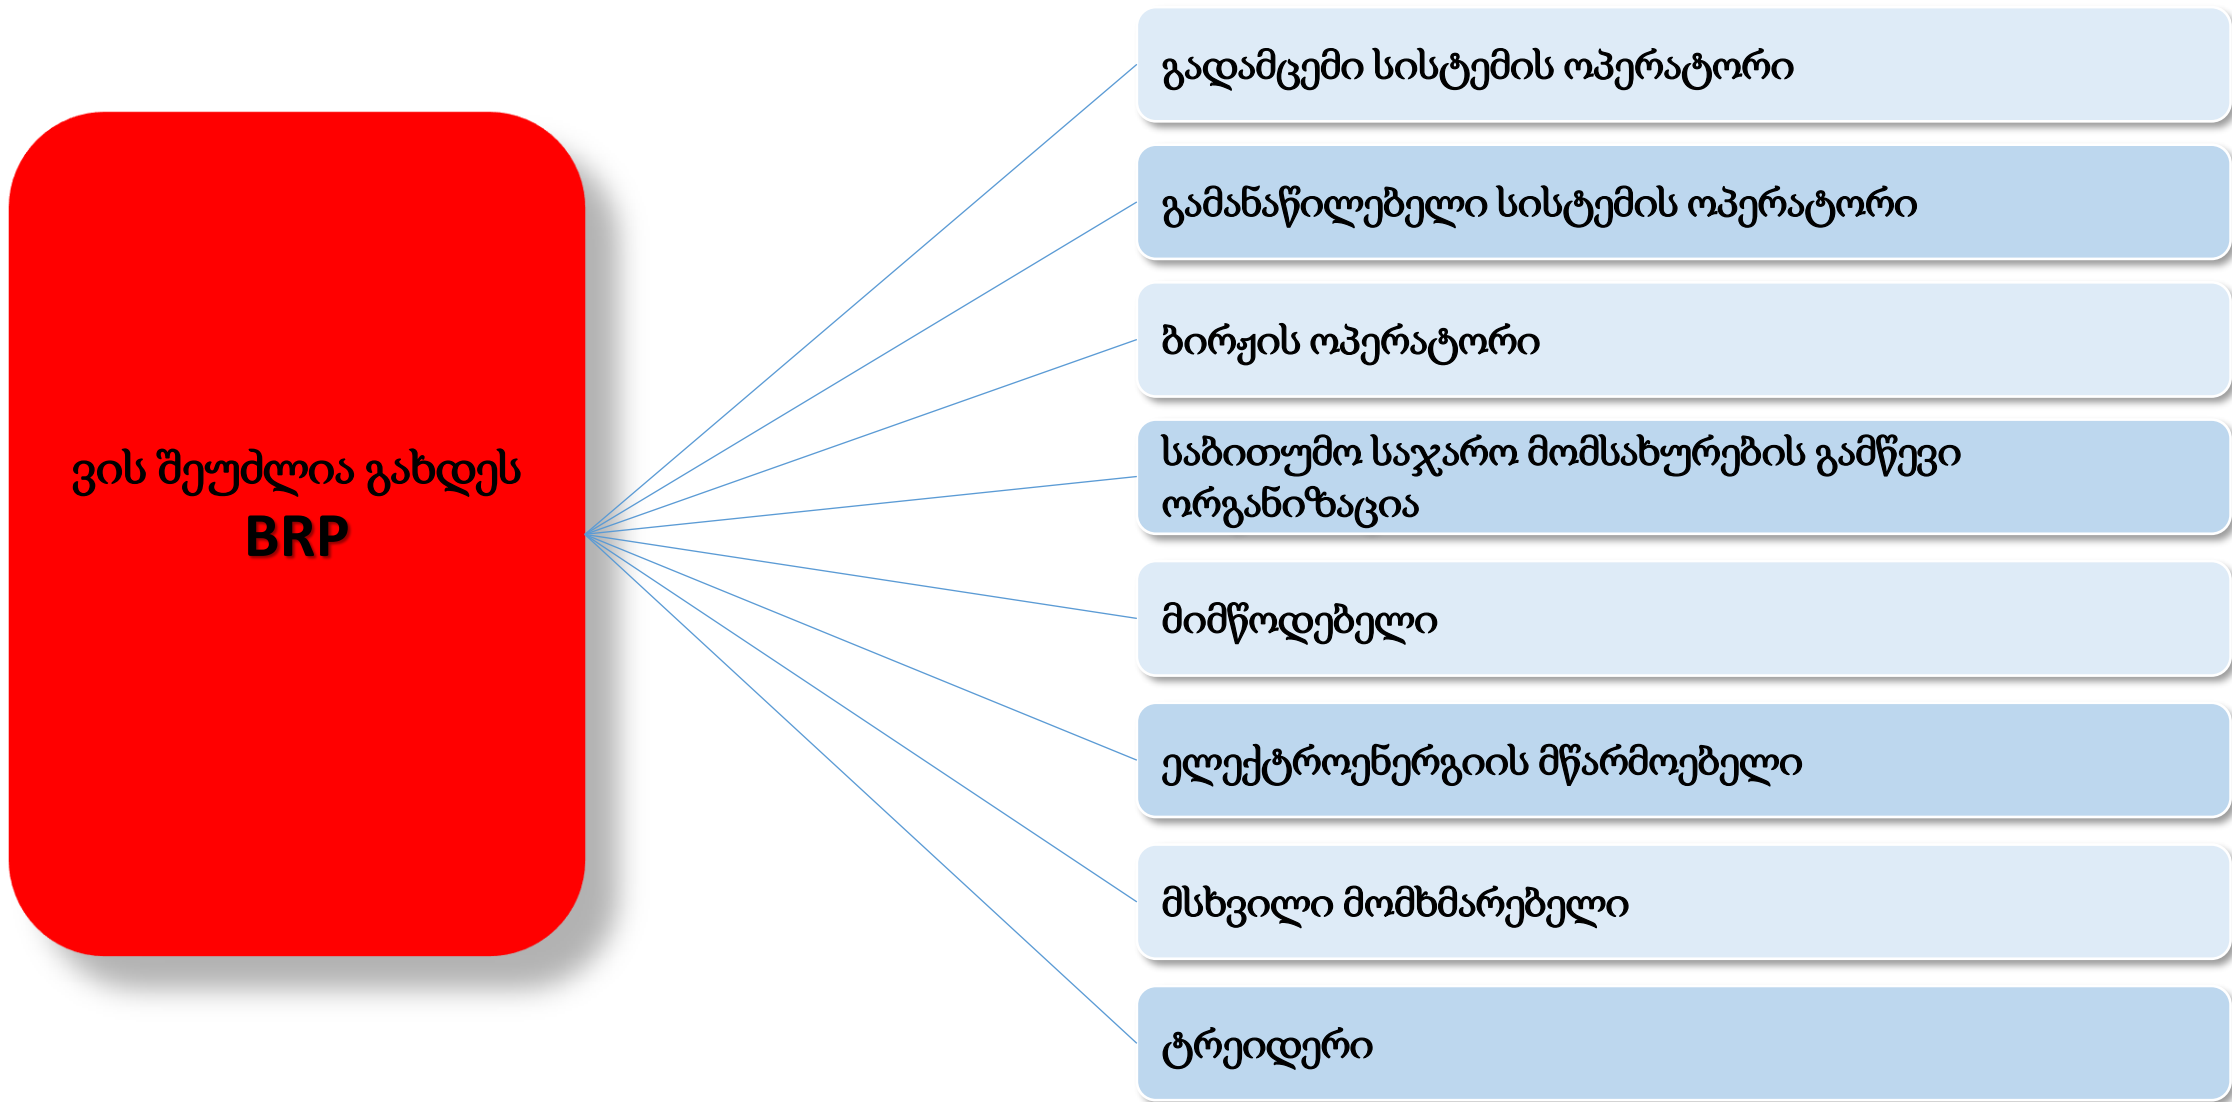 ვის შეუძლია გახდეს
BRP
გადამცემი სისტემის ოპერატორი
გამანაწილებელი სისტემის ოპერატორი
ბირჟის ოპერატორი
საბითუმო საჯარო მომსახურების გამწევი
ორგანიზაცია
მიმწოდებელი
ელექტროენერგიის მწარმოებელი
მსხვილი მომხმარებელი
ტრეიდერი